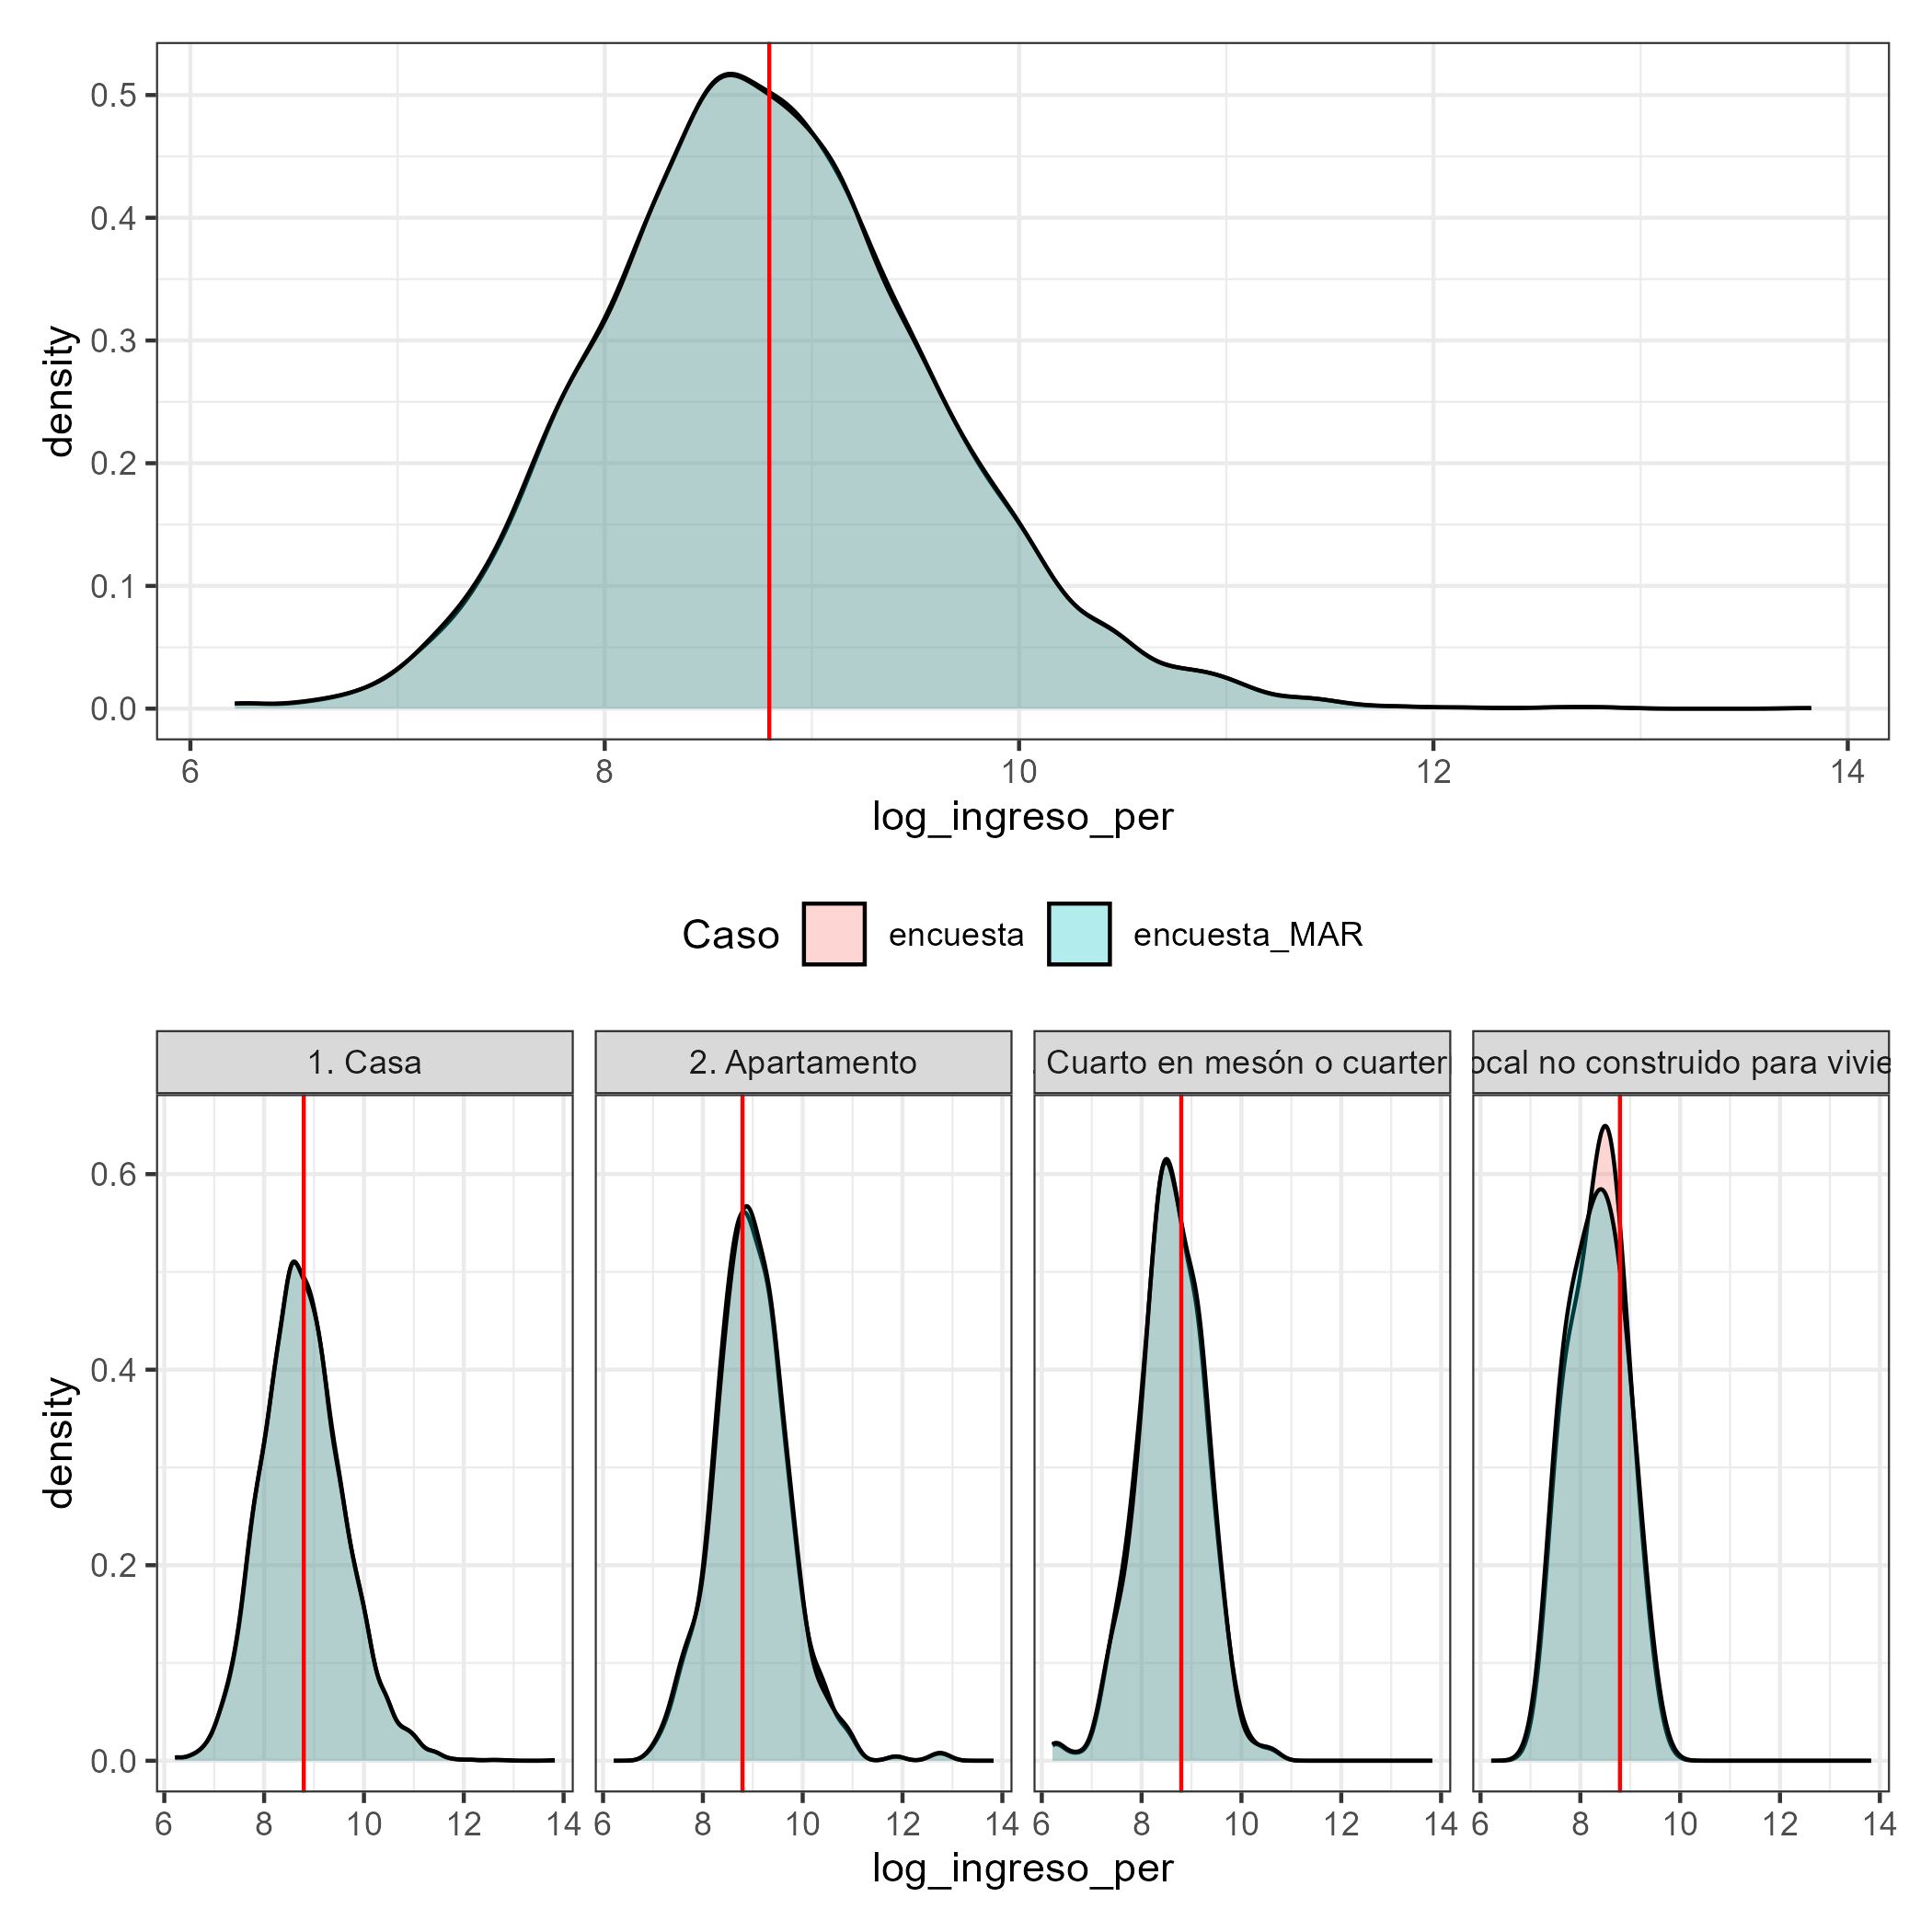 density
0.5
0.4
0.3
0.2
0.1
0.0
6 8 10 12 14
log_ingreso_per
Caso encuesta encuesta_MAR
1. Casa 2. Apartamento Cuarto en mesón o cuarter ocal no construido para vivie
density
0.6
0.4
0.2
0.0
6 8 10 12 14 6 8 10 12 14 6 8 10 12 14 6 8 10 12 14
log_ingreso_per